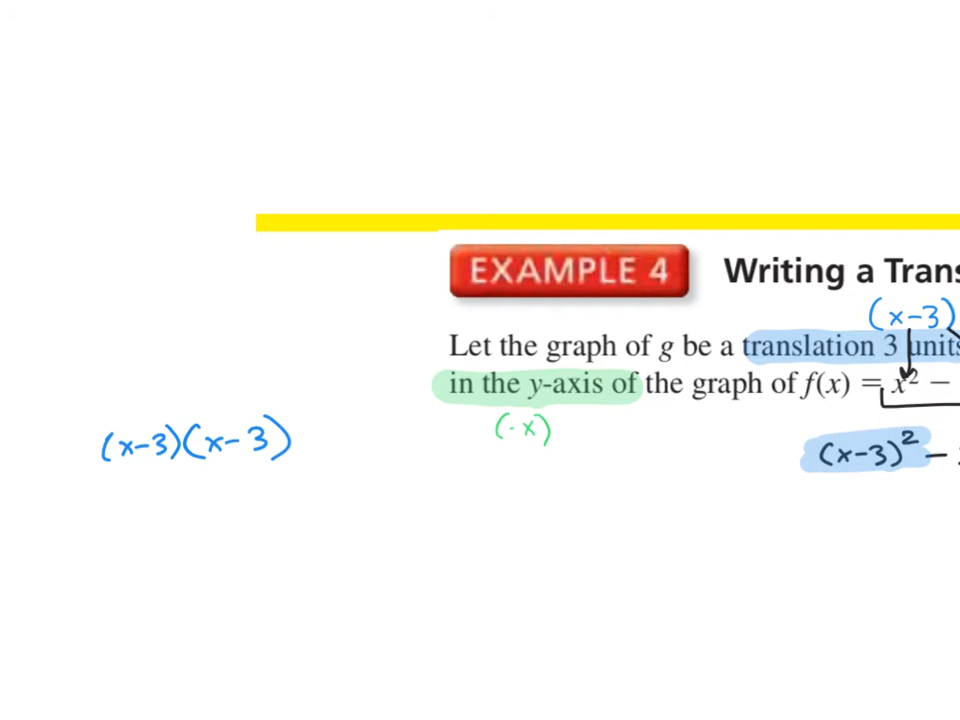 EXAMPLE 4 Writing a Trans
(x-3)
Let the graph of g be a translation 3 units
in the y-axis of the graph of f(x) = x² −
(-x)
(x-3)(x-3)
(x-3)² −